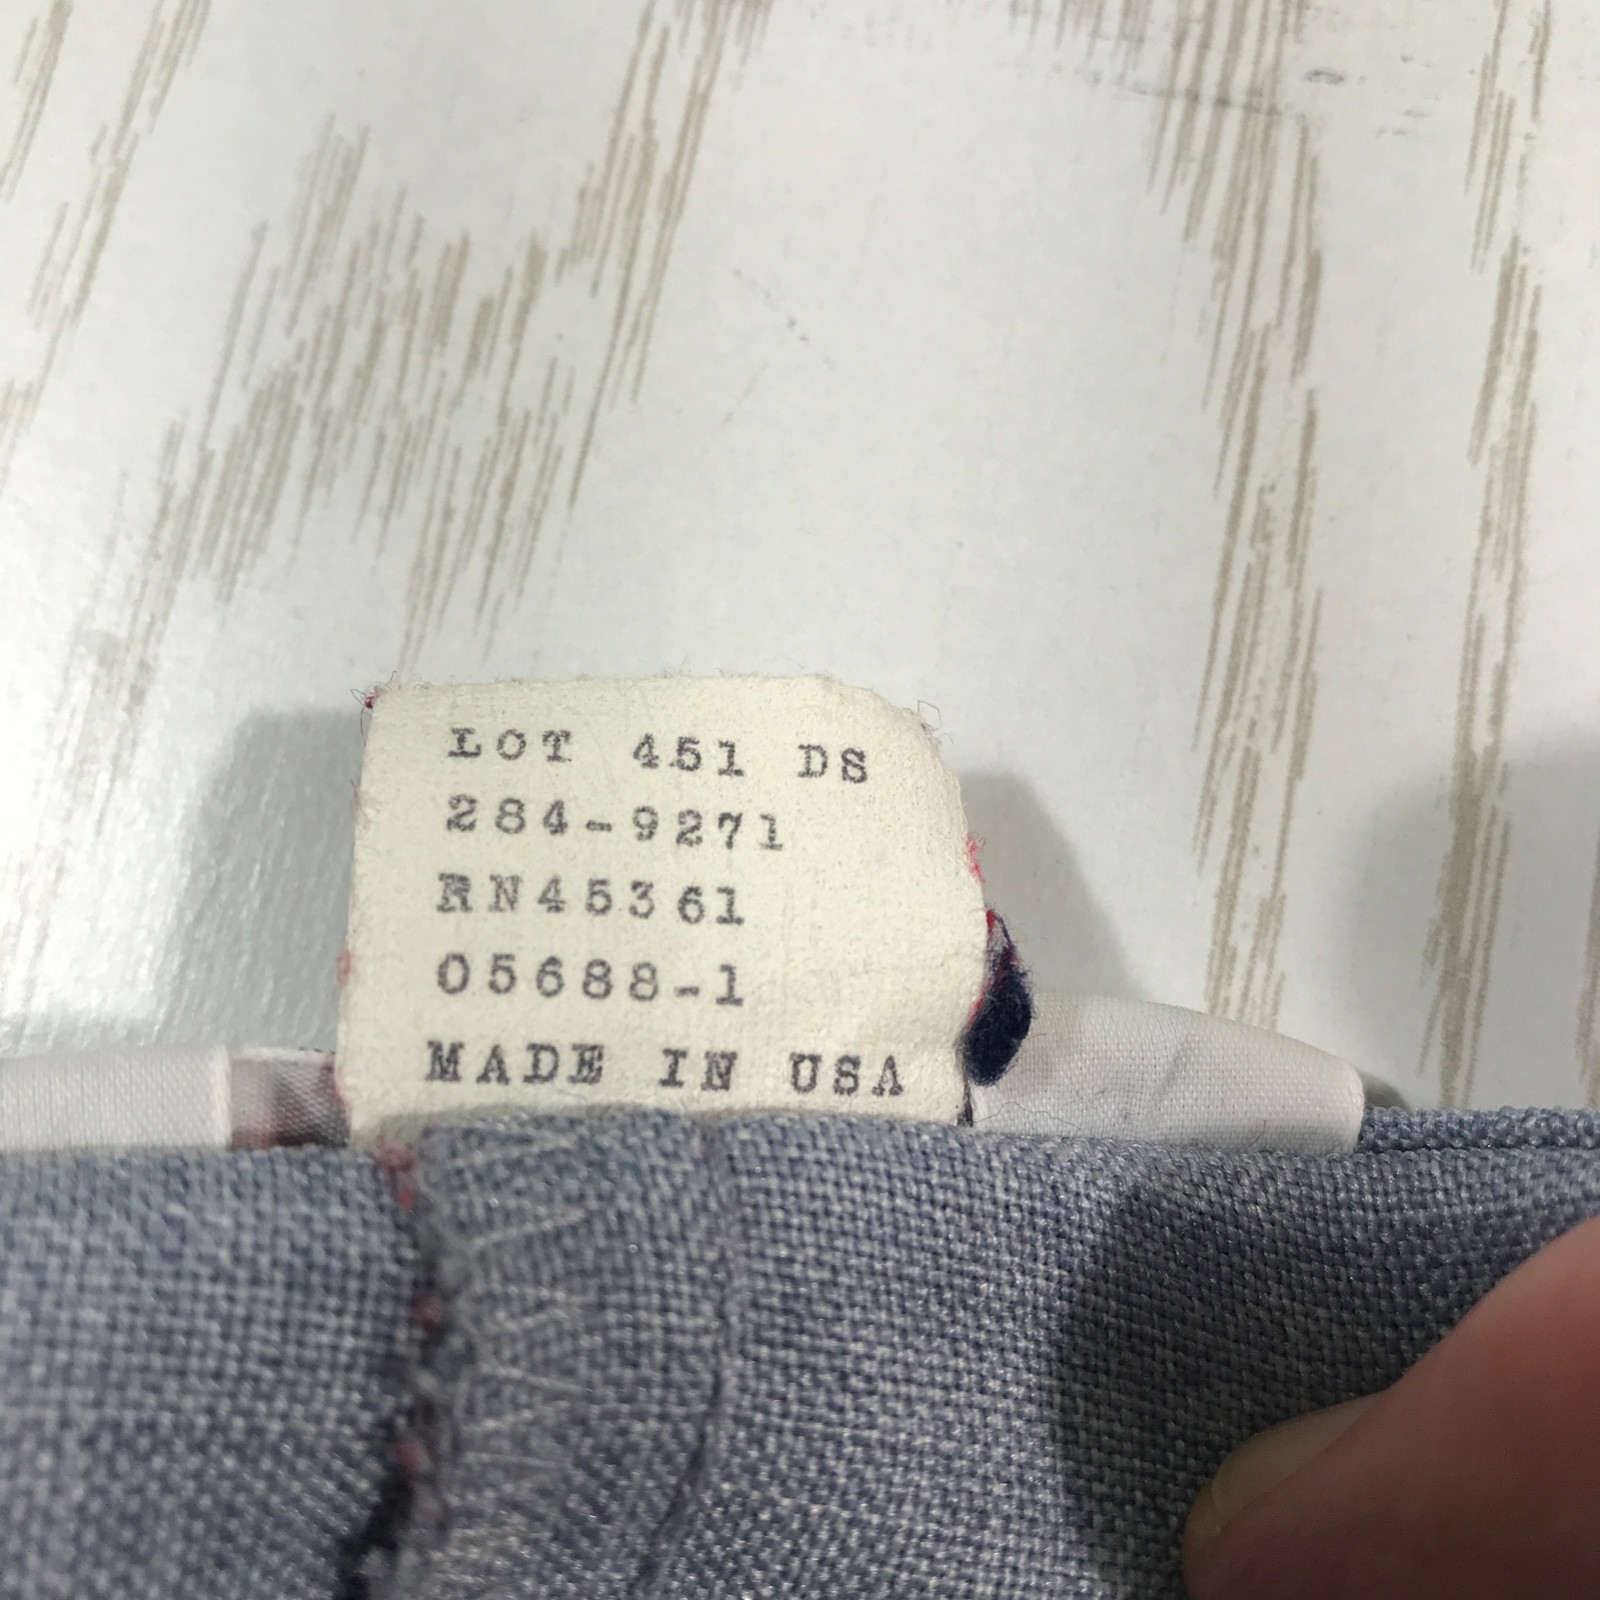 LOT 451 DS
284-9271
RN45361
05688-1
MADE IN USA